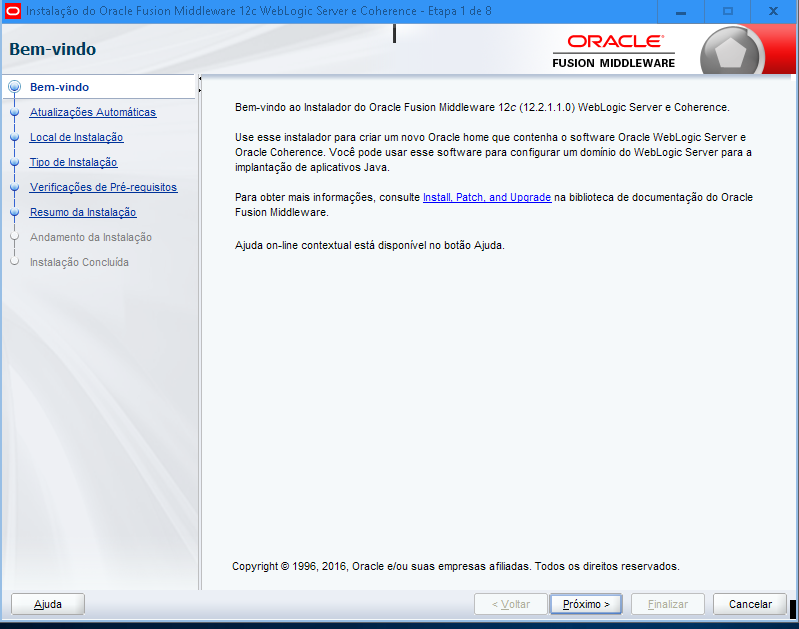 Instalação do Oracle Fusion Middleware 12c WebLogic Server e Coherence - Etapa 1 de 8
Bem-vindo
ORACLE
FUSION MIDDLEWARE
Bem-vindo
Atualizações Automáticas
Local de Instalação
Tipo de Instalação
Verificações de Pré-requisitos
Resumo da Instalação
Andamento da Instalação
Instalação Concluída
Bem-vindo ao Instalador do Oracle Fusion Middleware 12c (12.2.1.1.0) WebLogic Server e Coherence.
Use esse instalador para criar um novo Oracle home que contenha o software Oracle WebLogic Server e
Oracle Coherence. Você pode usar esse software para configurar um domínio do WebLogic Server para a
implantação de aplicativos Java.
Para obter mais informações, consulte Install, Patch, and Upgrade na biblioteca de documentação do Oracle
Fusion Middleware.
Ajuda on-line contextual está disponível no botão Ajuda.
Copyright © 1996, 2016, Oracle e/ou suas empresas afiliadas. Todos os direitos reservados.
Ajuda
< Voltar
Próximo >
Finalizar
Cancelar